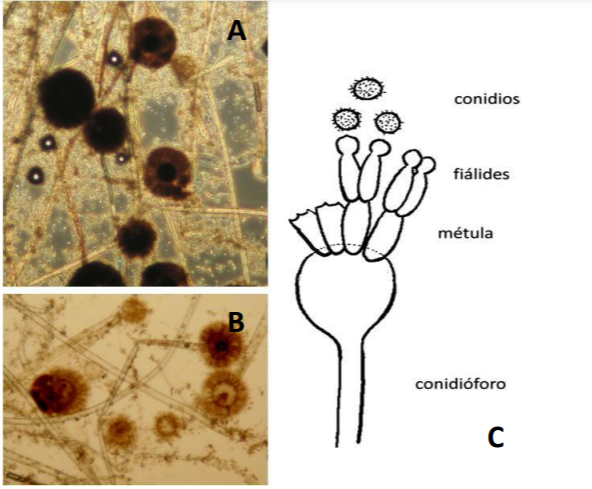 A
conidios
fiálides
métula
B
conidióforo
C